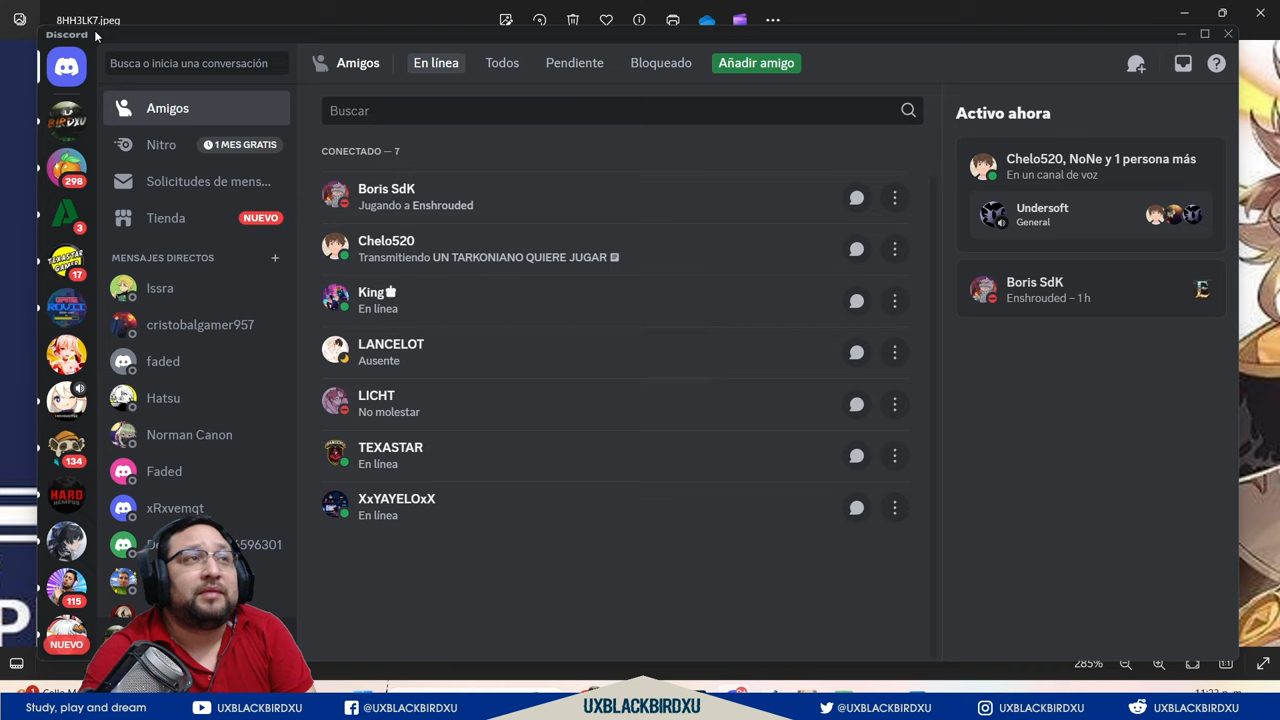 8HH3LK7.jpeg
Discord
Busca o inicia una conversación
Amigos
En línea
Todos
Pendiente
Bloqueado
Añadir amigo
Amigos
Nitro
1 MES GRATIS
Solicitudes de mens...
Tienda
NUEVO
MENSAJES DIRECTOS
Issra
cristobalgamer957
faded
Hatsu
Norman Canon
Faded
xRxvemqt
596301
298
3
TEXASTAR
17
HARD
134
115
NUEVO
Buscar
CONECTADO — 7
Boris SdK
Jugando a Enshrouded
Chelo520
Transmitiendo UN TARKONIANO QUIERE JUGAR
King
En línea
LANCELOT
Ausente
LICHT
No molestar
TEXASTAR
En línea
XxYAYELOxX
En línea
Activo ahora
Chelo520, NoNe y 1 persona más
En un canal de voz
Undersoft
General
Boris SdK
Enshrouded – 1 h
285%
Study, play and dream
UXBLACKBIRDXU
@UXBLACKBIRDXU
UXBLACKBIRDXU
@UXBLACKBIRDXU
UXBLACKBIRDXU
UXBLACKBIRDXU